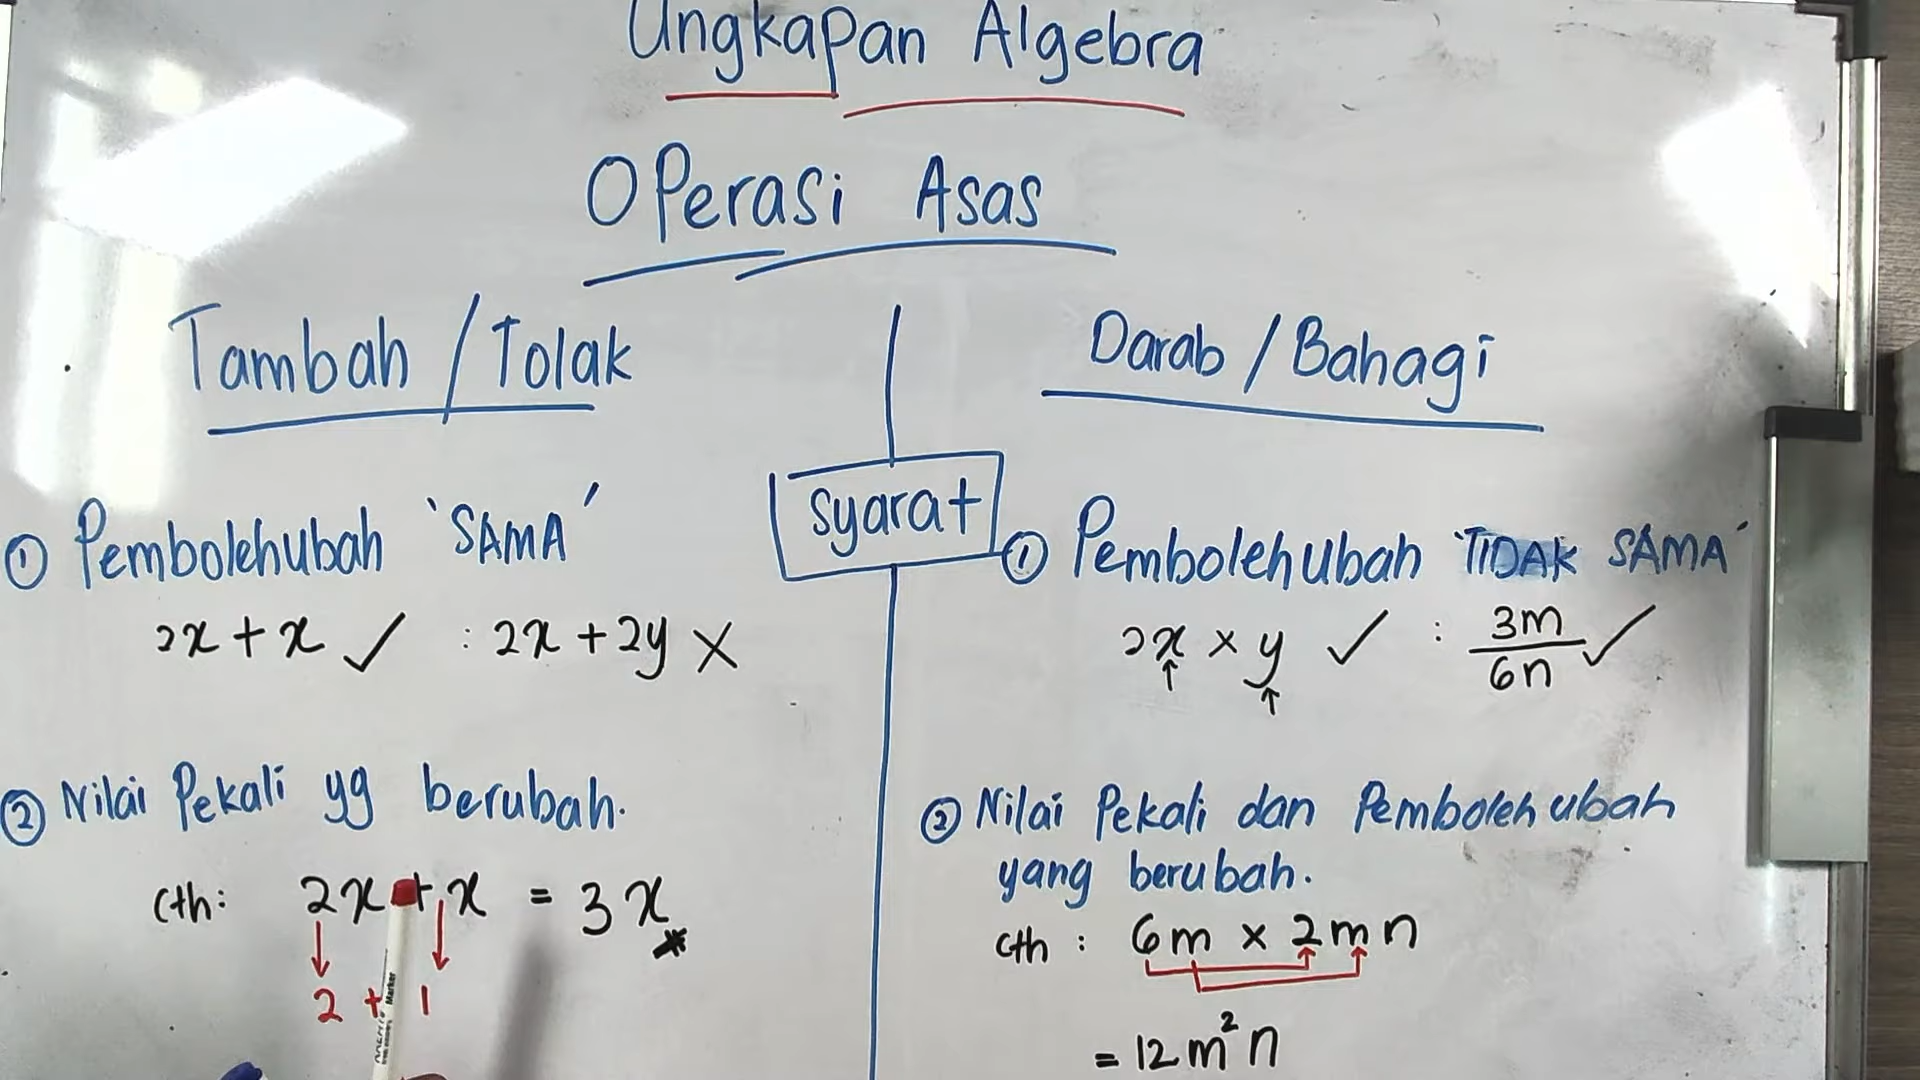 Ungkapan Algebra
Operasi Asas
Tambah / Tolak
① Pembolehubah 'SAMA'
2x + x ✓ : 2x + 2y ×
② Nilai Pekali yg berubah.
Cth: 2x + 1x = 3x
2 + 1
Syarat
Darab / Bahagi
① Pembolehubah 'TIDAK SAMA'
2x × y ✓ : 3m/6n ✓
② Nilai Pekali dan Pembolehubah
yang berubah.
Cth : 6m × 2mn
= 12m²n
Marker